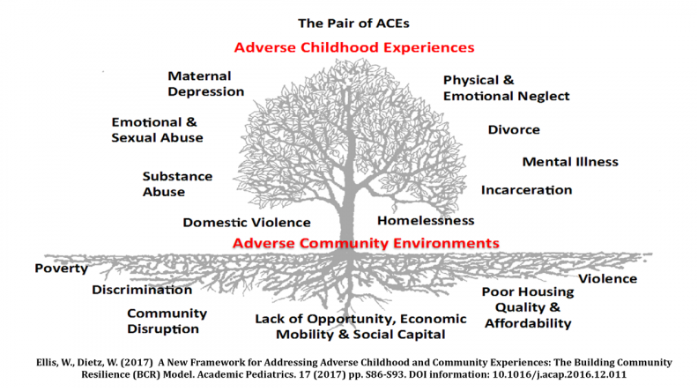 The Pair of ACEs
Adverse Childhood Experiences
Maternal
Depression
Physical &
Emotional Neglect
Emotional &
Sexual Abuse
Divorce
Mental Illness
Substance
Abuse
Incarceration
Domestic Violence
Homelessness
Adverse Community Environments
Poverty
Violence
Discrimination
Poor Housing
Quality &
Affordability
Community
Disruption
Lack of Opportunity, Economic
Mobility & Social Capital
Ellis, W., Dietz, W. (2017) A New Framework for Addressing Adverse Childhood and Community Experiences: The Building Community
Resilience (BCR) Model. Academic Pediatrics. 17 (2017) pp. S86-S93. DOI information: 10.1016/j.acap.2016.12.011